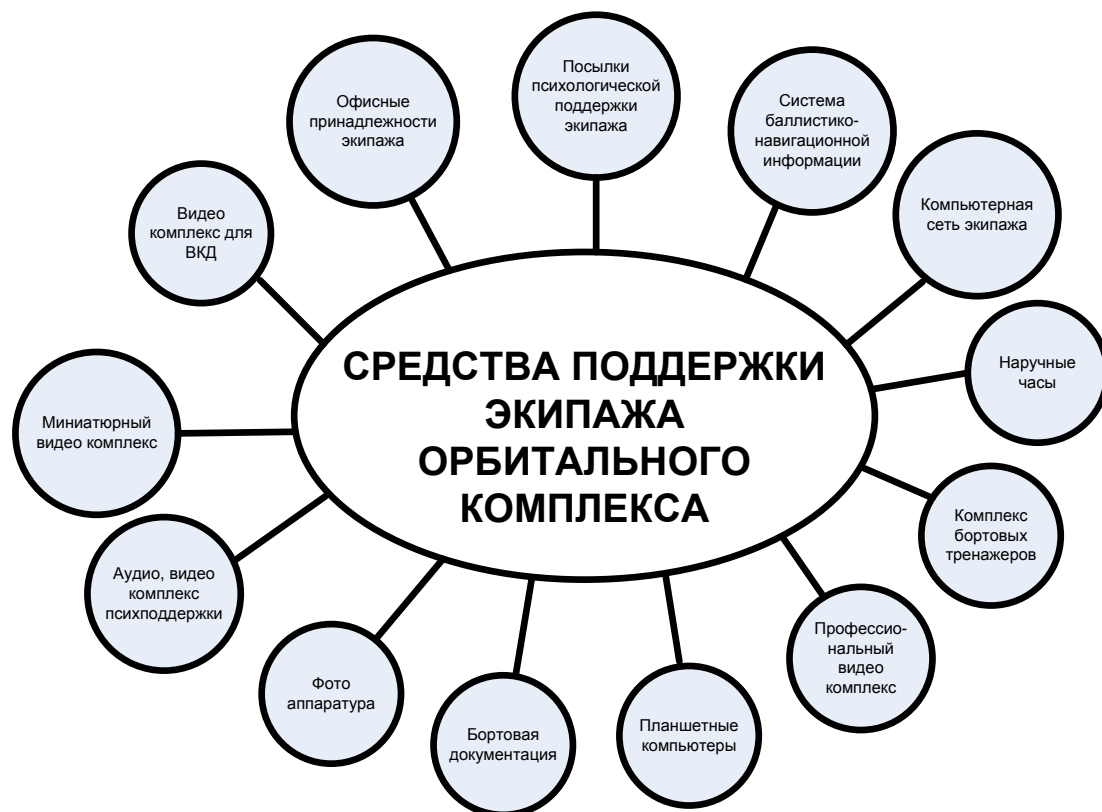 Посылки
психологической
поддержки
экипажа
Офисные
принадлежности
экипажа
Система
баллистико-
навигационной
информации
Компьютерная
сеть экипажа
Видео
комплекс для
ВКД
Наручные
часы
СРЕДСТВА ПОДДЕРЖКИ
ЭКИПАЖА
ОРБИТАЛЬНОГО
КОМПЛЕКСА
Миниатюрный
видео комплекс
Комплекс
бортовых
тренажеров
Аудио, видео
комплекс
психподдержки
Профессио-
нальный
видео
комплекс
Фото
аппаратура
Бортовая
документация
Планшетные
компьютеры